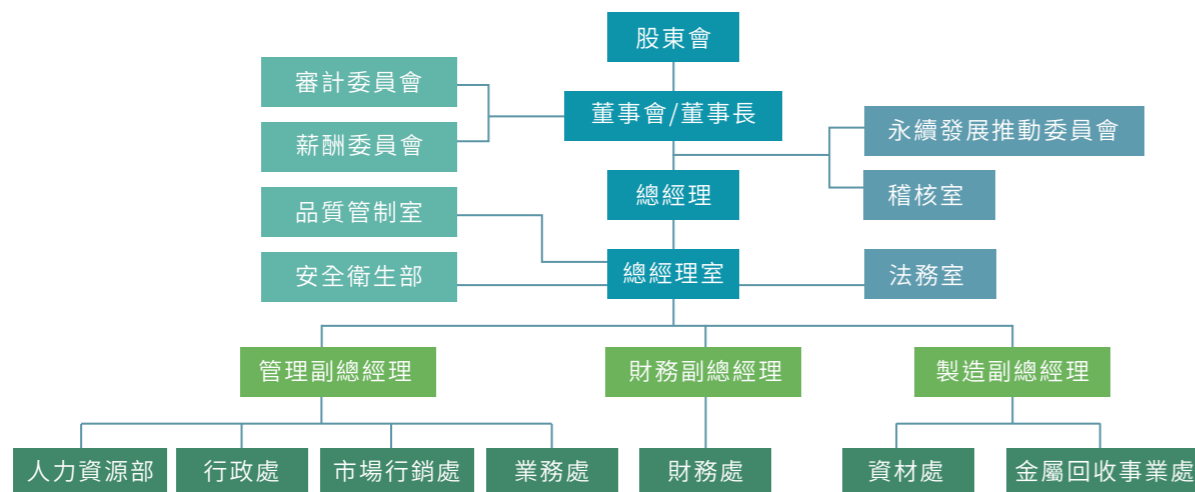 股東會
審計委員會
董事會/董事長
永續發展推動委員會
薪酬委員會
總經理
稽核室
品質管制室
總經理室
安全衛生部
法務室
管理副總經理
財務副總經理
製造副總經理
人力資源部
行政處
市場行銷處
業務處
財務處
資材處
金屬回收事業處